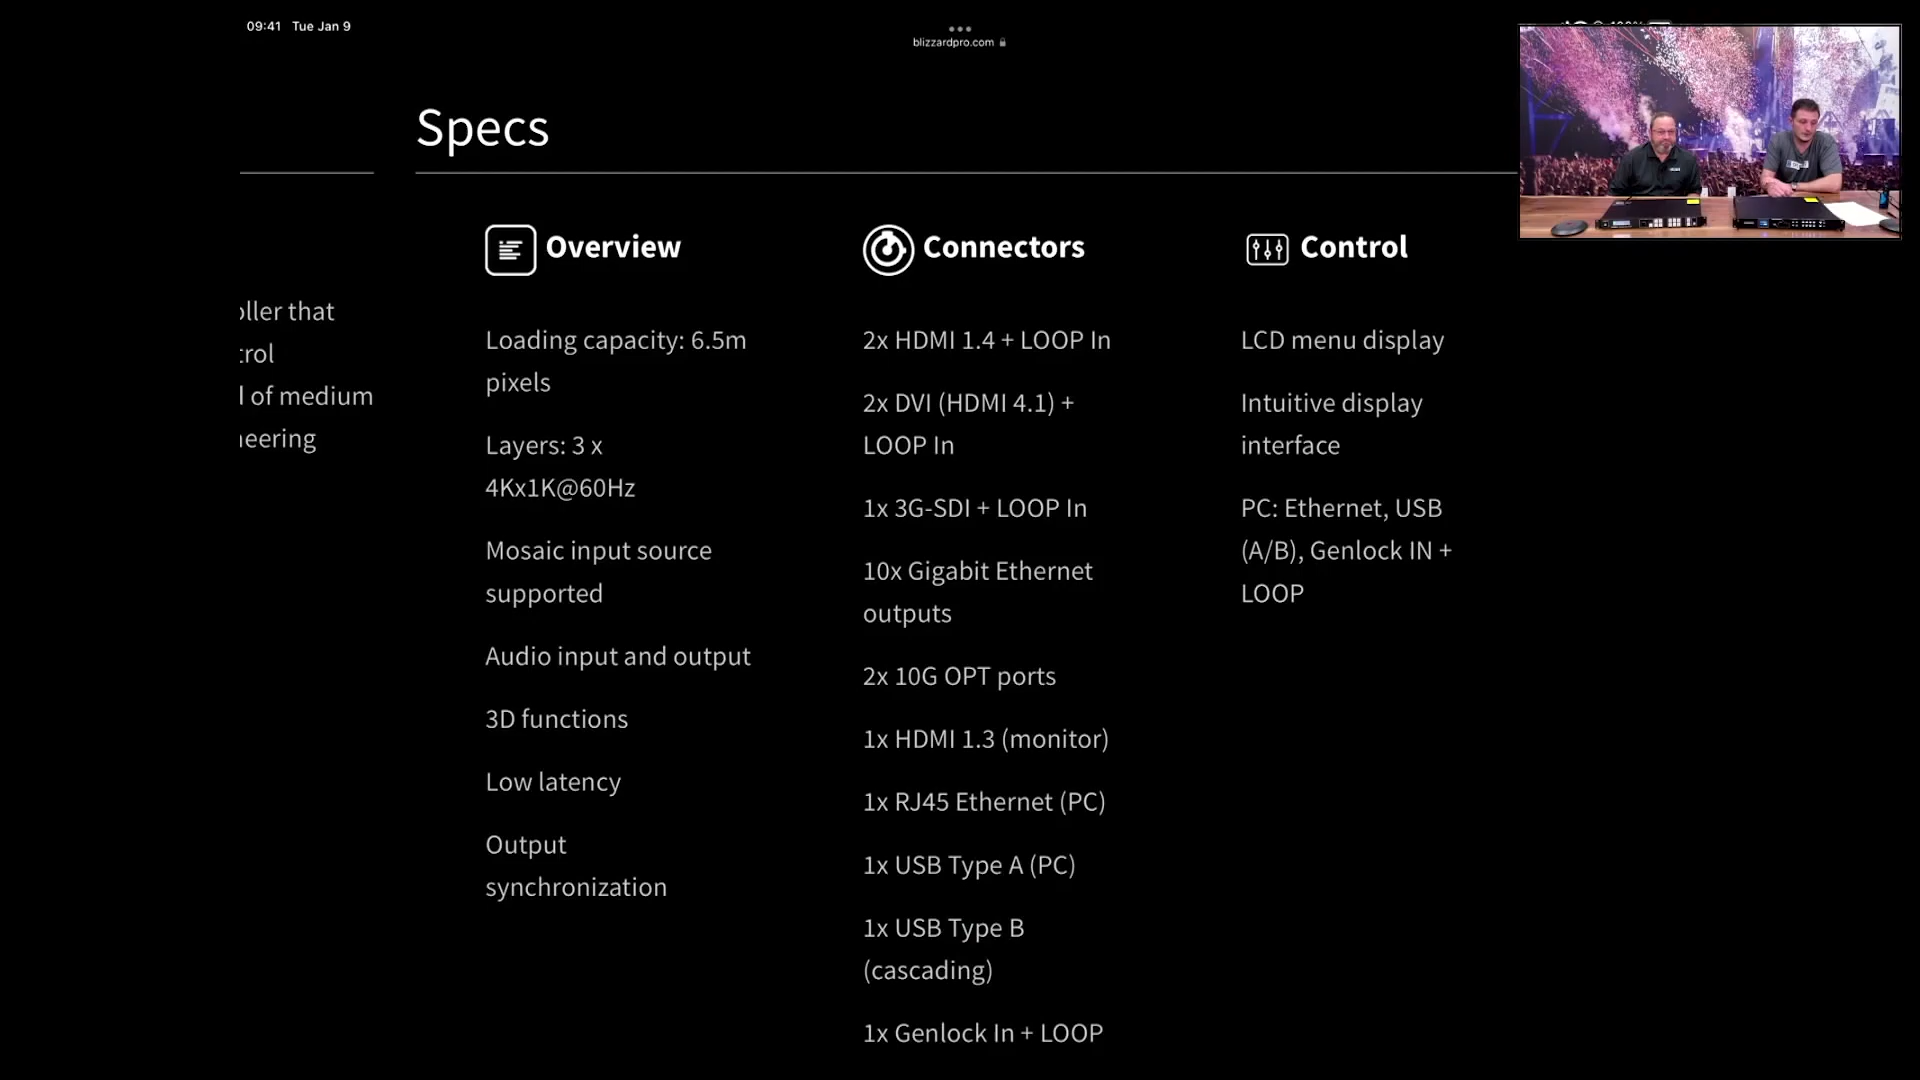 09:41 Tue Jan 9
blizzardpro.com
Specs
oller that
trol
l of medium
neering
Overview
Loading capacity: 6.5m
pixels
Layers: 3 x
4Kx1K@60Hz
Mosaic input source
supported
Audio input and output
3D functions
Low latency
Output
synchronization
Connectors
2x HDMI 1.4 + LOOP In
2x DVI (HDMI 4.1) +
LOOP In
1x 3G-SDI + LOOP In
10x Gigabit Ethernet
outputs
2x 10G OPT ports
1x HDMI 1.3 (monitor)
1x RJ45 Ethernet (PC)
1x USB Type A (PC)
1x USB Type B
(cascading)
1x Genlock In + LOOP
Control
LCD menu display
Intuitive display
interface
PC: Ethernet, USB
(A/B), Genlock IN +
LOOP